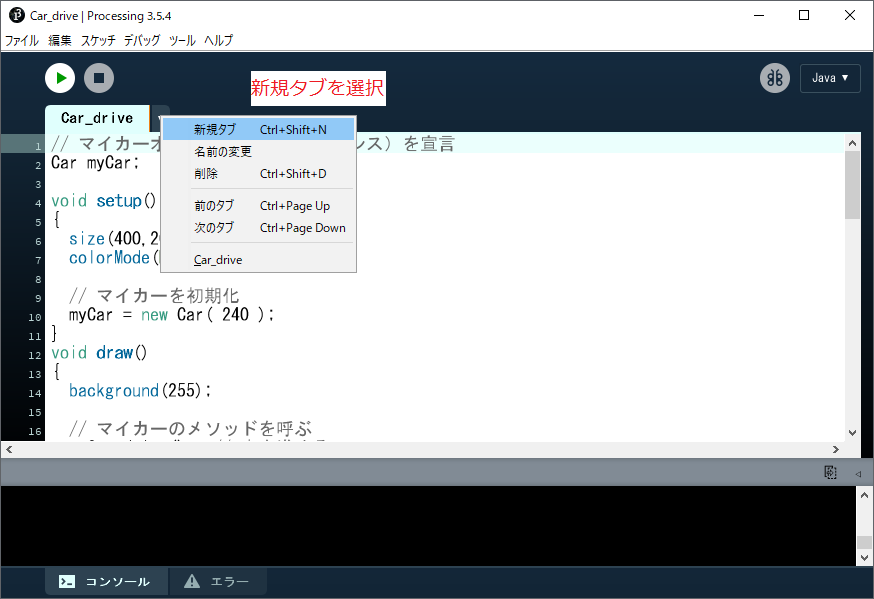 Car_drive | Processing 3.5.4
ファイル 編集 スケッチ デバッグ ツール ヘルプ
新規タブを選択
Java ▼
Car_drive
新規タブ Ctrl+Shift+N
名前の変更
削除 Ctrl+Shift+D
前のタブ Ctrl+Page Up
次のタブ Ctrl+Page Down
Car_drive
1 // マイカーオ ンス）を宣言
2 Car myCar;
3
4 void setup()
5 {
6 size(400,2
7 colorMode(
8
9 // マイカーを初期化
10 myCar = new Car( 240 );
11 }
12 void draw()
13 {
14 background(255);
15
16 // マイカーのメソッドを呼ぶ
コンソール エラー